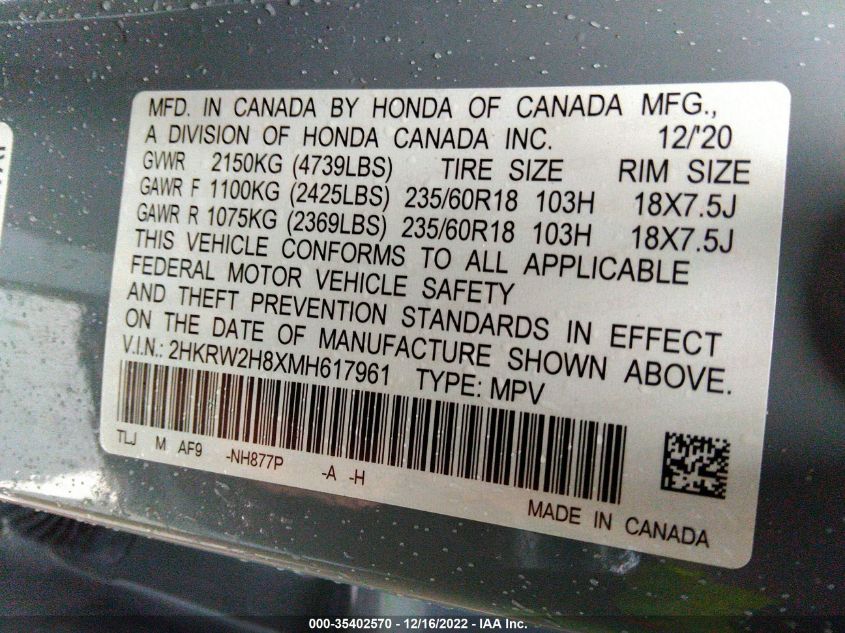 MFD. IN CANADA BY HONDA OF CANADA MFG.,
A DIVISION OF HONDA CANADA INC. 12/'20
GVWR 2150KG (4739LBS) TIRE SIZE RIM SIZE
GAWR F 1100KG (2425LBS) 235/60R18 103H 18X7.5J
GAWR R 1075KG (2369LBS) 235/60R18 103H 18X7.5J
THIS VEHICLE CONFORMS TO ALL APPLICABLE
FEDERAL MOTOR VEHICLE SAFETY
AND THEFT PREVENTION STANDARDS IN EFFECT
ON THE DATE OF MANUFACTURE SHOWN ABOVE.
V.I.N.: 2HKRW2H8XMH617961 TYPE: MPV
TLJ M AF9 -NH877P -A -H
MADE IN CANADA
000-35402570 - 12/16/2022 - IAA Inc.